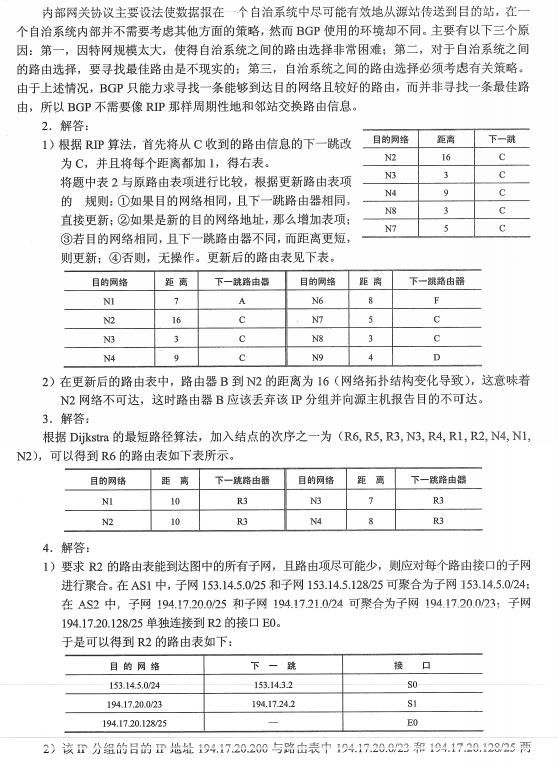 内部网关协议主要设法使数据报在一个自治系统中尽可能有效地从源站传送到目的站，在一
个自治系统内部并不需要考虑其他方面的策略，然而 BGP 使用的环境却不同。主要有以下三个原
因：第一，因特网规模太大，使得自治系统之间的路由选择非常困难；第二，对于自治系统之间
的路由选择，要寻找最佳路由是不现实的；第三，自治系统之间的路由选择必须考虑有关策略。
由于上述情况，BGP 只能力求寻找一条能够到达目的网络且较好的路由，而并非寻找一条最佳路
由，所以 BGP 不需要像 RIP 那样周期性地和邻站交换路由信息。
2．解答：
1）根据 RIP 算法，首先将从 C 收到的路由信息的下一跳改
为 C，并且将每个距离都加 1，得右表。
将题中表 2 与原路由表项进行比较，根据更新路由表项
的 规则：①如果目的网络相同，且下一跳路由器相同，
直接更新；②如果是新的目的网络地址，那么增加表项；
③若目的网络相同，且下一跳路由器不同，而距离更短，
则更新；④否则，无操作。更新后的路由表见下表。
目的网络 距离 下一跳
N2 16 C
N3 3 C
N4 9 C
N8 3 C
N7 5 C
目的网络 距 离 下一跳路由器 目的网络 距 离 下一跳路由器
N1 7 A N6 8 F
N2 16 C N7 5 C
N3 3 C N8 3 C
N4 9 C N9 4 D
2）在更新后的路由表中，路由器 B 到 N2 的距离为 16（网络拓扑结构变化导致），这意味着
N2 网络不可达，这时路由器 B 应该丢弃该 IP 分组并向源主机报告目的不可达。
3．解答：
根据 Dijkstra 的最短路径算法，加入结点的次序之一为（R6, R5, R3, N3, R4, R1, R2, N4, N1,
N2），可以得到 R6 的路由表如下表所示。
目的网络 距 离 下一跳路由器 目的网络 距 离 下一跳路由器
N1 10 R3 N3 7 R3
N2 10 R3 N4 8 R3
4．解答：
1）要求 R2 的路由表能到达图中的所有子网，且路由项尽可能少，则应对每个路由接口的子网
进行聚合。在 AS1 中，子网 153.14.5.0/25 和子网 153.14.5.128/25 可聚合为子网 153.14.5.0/24；
在 AS2 中，子网 194.17.20.0/25 和子网 194.17.21.0/24 可聚合为子网 194.17.20.0/23；子网
194.17.20.128/25 单独连接到 R2 的接口 E0。
于是可以得到 R2 的路由表如下：
目 的 网 络 下 一 跳 接 口
153.14.5.0/24 153.14.3.2 S0
194.17.20.0/23 194.17.24.2 S1
194.17.20.128/25 — E0
2）该 IP 分组的目的 IP 地址 194.17.20.200 与路由表中 194.17.20.0/23 和 194.17.20.128/25 两